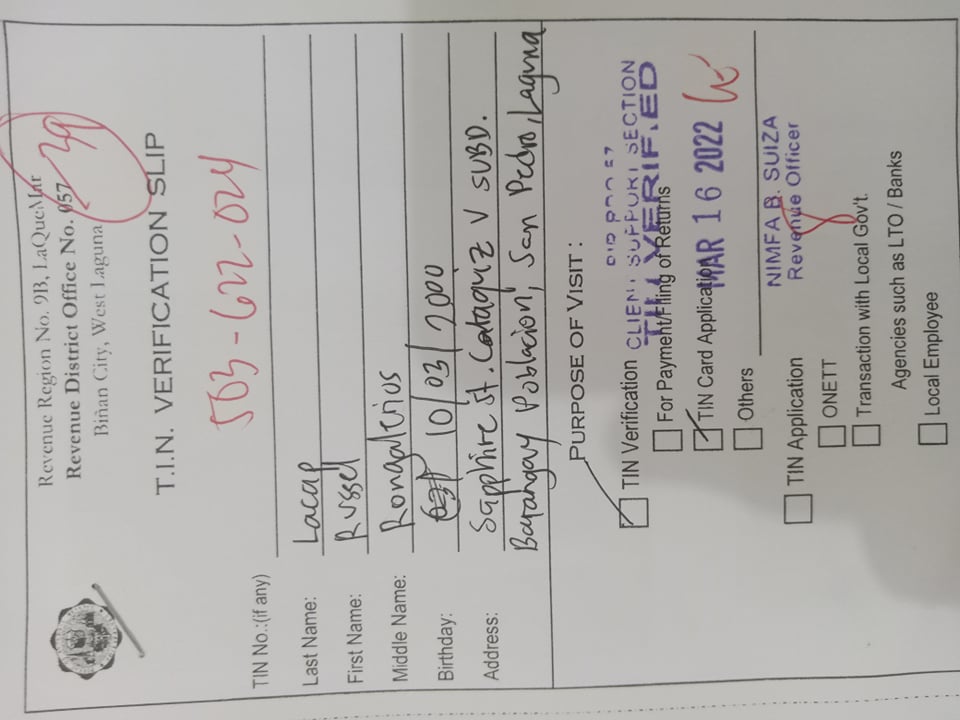 Revenue Region No. 9B, LaQueMar
Revenue District Office No. 057
Biñan City, West Laguna
39
T.I.N. VERIFICATION SLIP
503-622-024
TIN No.:(if any)
Last Name: Lacap
First Name: Russel
Middle Name: Rongalerios
Birthday: 10/03/2000
Address: Sapphire St. Cataquiz V SUBD.
Barangay Poblacion, San Pedro, Laguna
PURPOSE OF VISIT :
TIN Verification
CLIENT SUPPORT SECTION
TIN VERIFIED
For Payment/Filing of Returns
TIN Card Application MAR 16 2022
Others
NIMFA B. SUIZA
TIN Application Revenue Officer
ONETT
Transaction with Local Gov't.
Agencies such as LTO / Banks
Local Employee